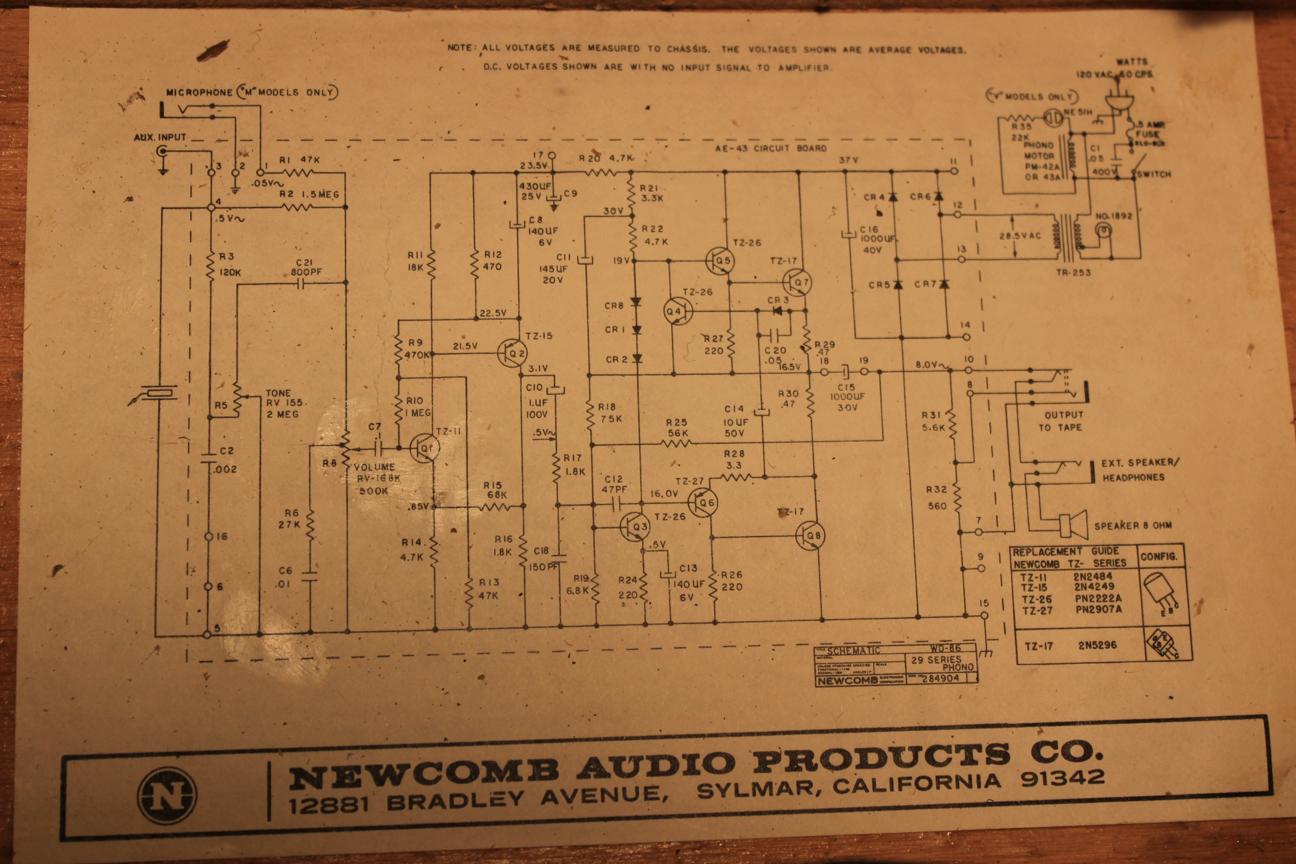 NOTE: ALL VOLTAGES ARE MEASURED TO CHASSIS. THE VOLTAGES SHOWN ARE AVERAGE VOLTAGES.
D.C. VOLTAGES SHOWN ARE WITH NO INPUT SIGNAL TO AMPLIFIER.
WATTS
120 VAC, 60 CPS.
MICROPHONE ("M" MODELS ONLY)
("V" MODELS ONLY)
AUX. INPUT
NE 51H
R35
22K
.5 AMP.
FUSE
SLO-BLO
PHONO
MOTOR
PM-42A
OR 43A
C1
.05
400V
SWITCH
AE-43 CIRCUIT BOARD
3
2
1
.05V~
R1 47K
R2 1.5 MEG
4
.5V~
17
23.5V
R20 4.7K
37V
11
430UF
25V
C9
R21
3.3K
30V
CR4
CR6
12
NO. 1892
C8
140UF
6V
R22
4.7K
C16
1000UF
40V
28.5VAC
R3
120K
C21
800PF
R11
18K
R12
470
C11
145UF
20V
19V
TZ-26
Q5
TZ-17
Q7
13
TR-253
CR5
CR7
TZ-26
Q4
CR3
CR8
22.5V
CR1
R9
470K
21.5V
TZ-15
Q2
R27
220
C20
.05
R29
.47
14
CR2
3.1V
16.5V
18
19
8.0V~
10
R5
TONE
RV 155
2 MEG
R10
1 MEG
C10
1.UF
100V
R30
.47
C15
1000UF
30V
8
OUTPUT
TO TAPE
C7
TZ-11
Q1
R18
75K
C14
10UF
50V
R31
5.6K
.5V~
R25
56K
C2
.002
R8
VOLUME
RV-168K
500K
R17
1.8K
R28
3.3
EXT. SPEAKER/
HEADPHONES
R15
68K
C12
47PF
16.0V
TZ-27
Q6
R32
560
.85V
R6
27K
Q3
TZ-26
TZ-17
Q8
7
SPEAKER 8 OHM
16
R14
4.7K
R16
1.8K
C18
150PF
.5V
9
C6
.01
6
R13
47K
R19
6.8K
R24
220
C13
140UF
6V
R26
220
15
5
REPLACEMENT GUIDE CONFIG.
NEWCOMB TZ- SERIES
TZ-11 2N2484
TZ-15 2N4249
TZ-26 PN2222A
TZ-27 PN2907A
E B C
TZ-17 2N5296
SCHEMATIC WD-86
29 SERIES
PHONO
NEWCOMB 284904
N
NEWCOMB AUDIO PRODUCTS CO.
12881 BRADLEY AVENUE, SYLMAR, CALIFORNIA 91342